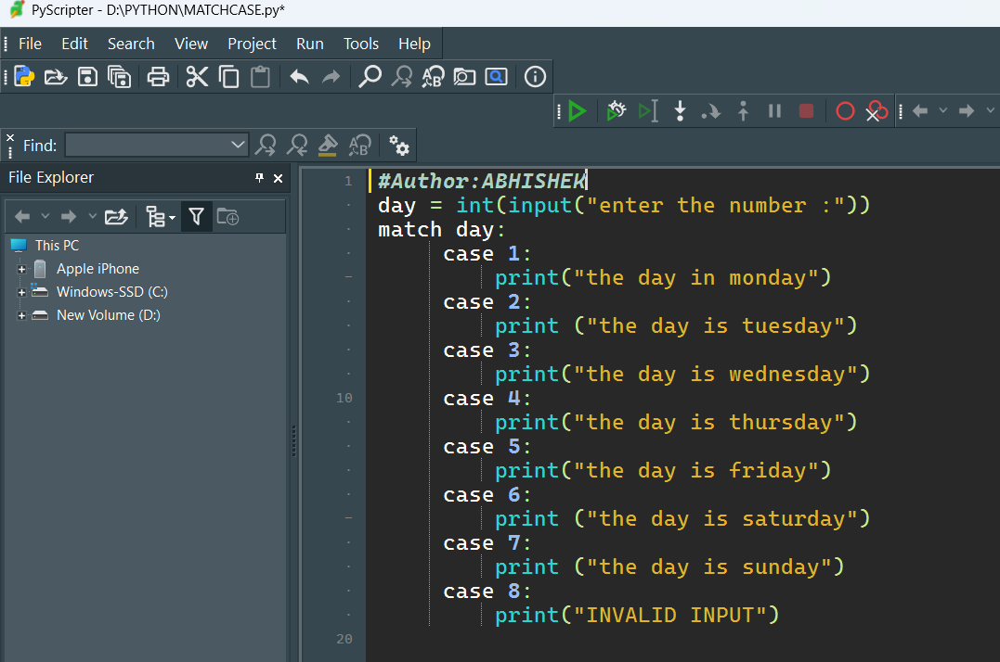 PyScripter - D:\PYTHON\MATCHCASE.py*
File Edit Search View Project Run Tools Help
Find:
File Explorer
This PC
Apple iPhone
Windows-SSD (C:)
New Volume (D:)
1 #Author:ABHISHEK
day = int(input("enter the number :"))
match day:
case 1:
print("the day in monday")
case 2:
print ("the day is tuesday")
case 3:
print("the day is wednesday")
10 case 4:
print("the day is thursday")
case 5:
print("the day is friday")
case 6:
print ("the day is saturday")
case 7:
print ("the day is sunday")
case 8:
print("INVALID INPUT")
20